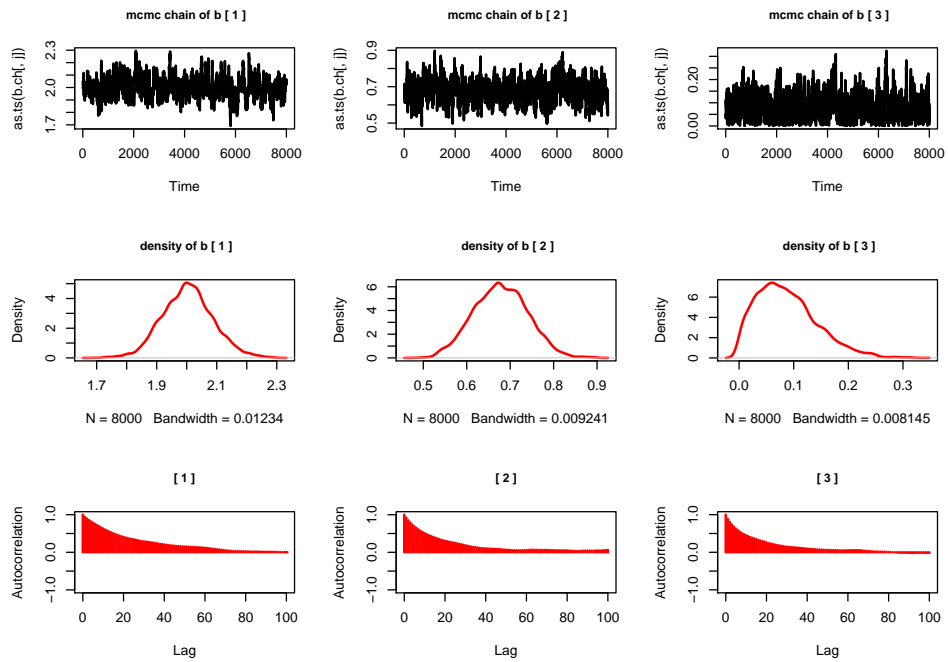 mcmc chain of b [ 1 ]
as.ts(b.ch[, j])
2.3
2.0
1.7
0 2000 4000 6000 8000
Time
mcmc chain of b [ 2 ]
as.ts(b.ch[, j])
0.9
0.7
0.5
0 2000 4000 6000 8000
Time
mcmc chain of b [ 3 ]
as.ts(b.ch[, j])
0.20
0.00
0 2000 4000 6000 8000
Time
density of b [ 1 ]
Density
4
2
0
1.7 1.9 2.1 2.3
N = 8000 Bandwidth = 0.01234
density of b [ 2 ]
Density
6
4
2
0
0.5 0.6 0.7 0.8 0.9
N = 8000 Bandwidth = 0.009241
density of b [ 3 ]
Density
6
4
2
0
0.0 0.1 0.2 0.3
N = 8000 Bandwidth = 0.008145
[ 1 ]
Autocorrelation
1.0
0.0
−1.0
0 20 40 60 80 100
Lag
[ 2 ]
Autocorrelation
1.0
0.0
−1.0
0 20 40 60 80 100
Lag
[ 3 ]
Autocorrelation
1.0
0.0
−1.0
0 20 40 60 80 100
Lag